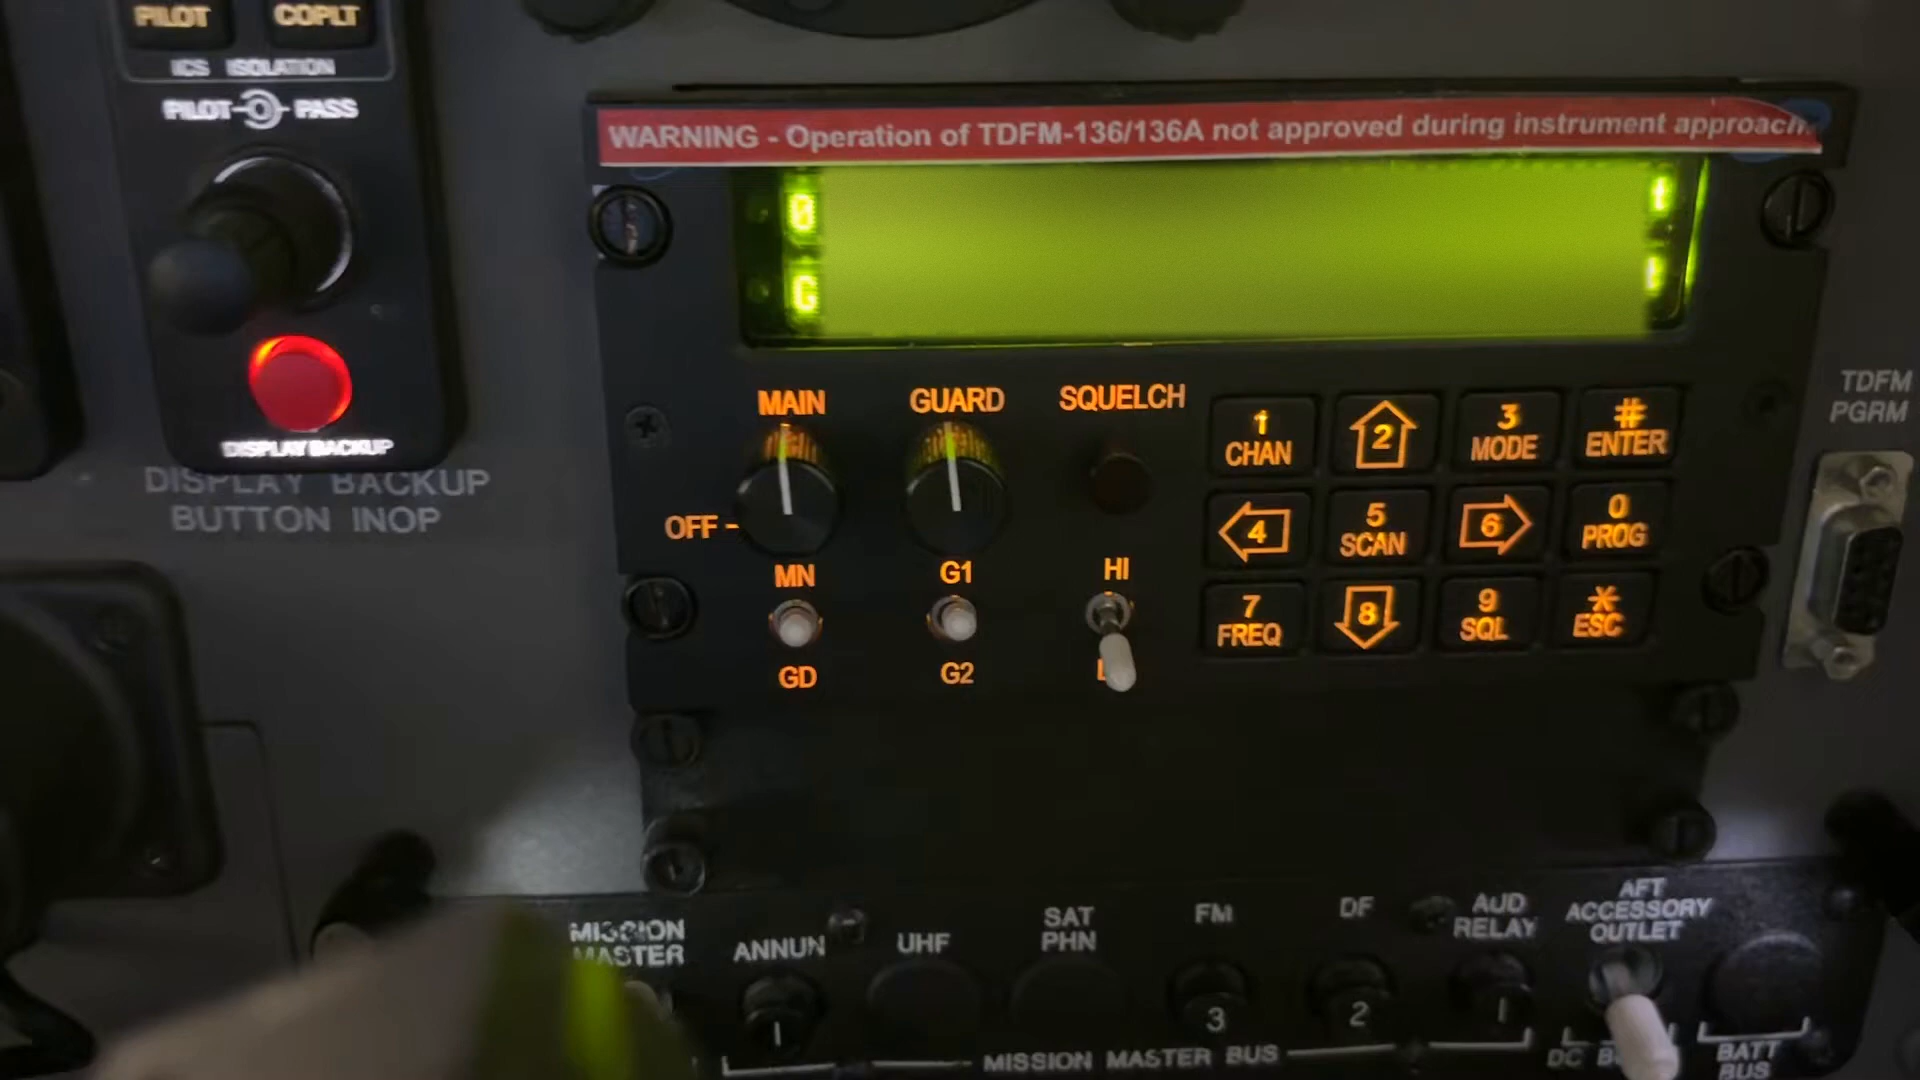 PILOT COPLT
ICS ISOLATION
PILOT PASS
DISPLAY BACKUP
DISPLAY BACKUP
BUTTON INOP
WARNING - Operation of TDFM-136/136A not approved during instrument approach.
0
G
MAIN GUARD SQUELCH
OFF -
MN G1 HI
GD G2
1 2 3 #
CHAN MODE ENTER
4 5 6 0
SCAN PROG
7 8 9 *
FREQ SQL ESC
TDFM
PGRM
MISSION
MASTER
ANNUN
1
UHF
SAT
PHN
FM
3
DF
2
AUD
RELAY
1
AFT
ACCESSORY
OUTLET
MISSION MASTER BUS
DC
BATT
BUS